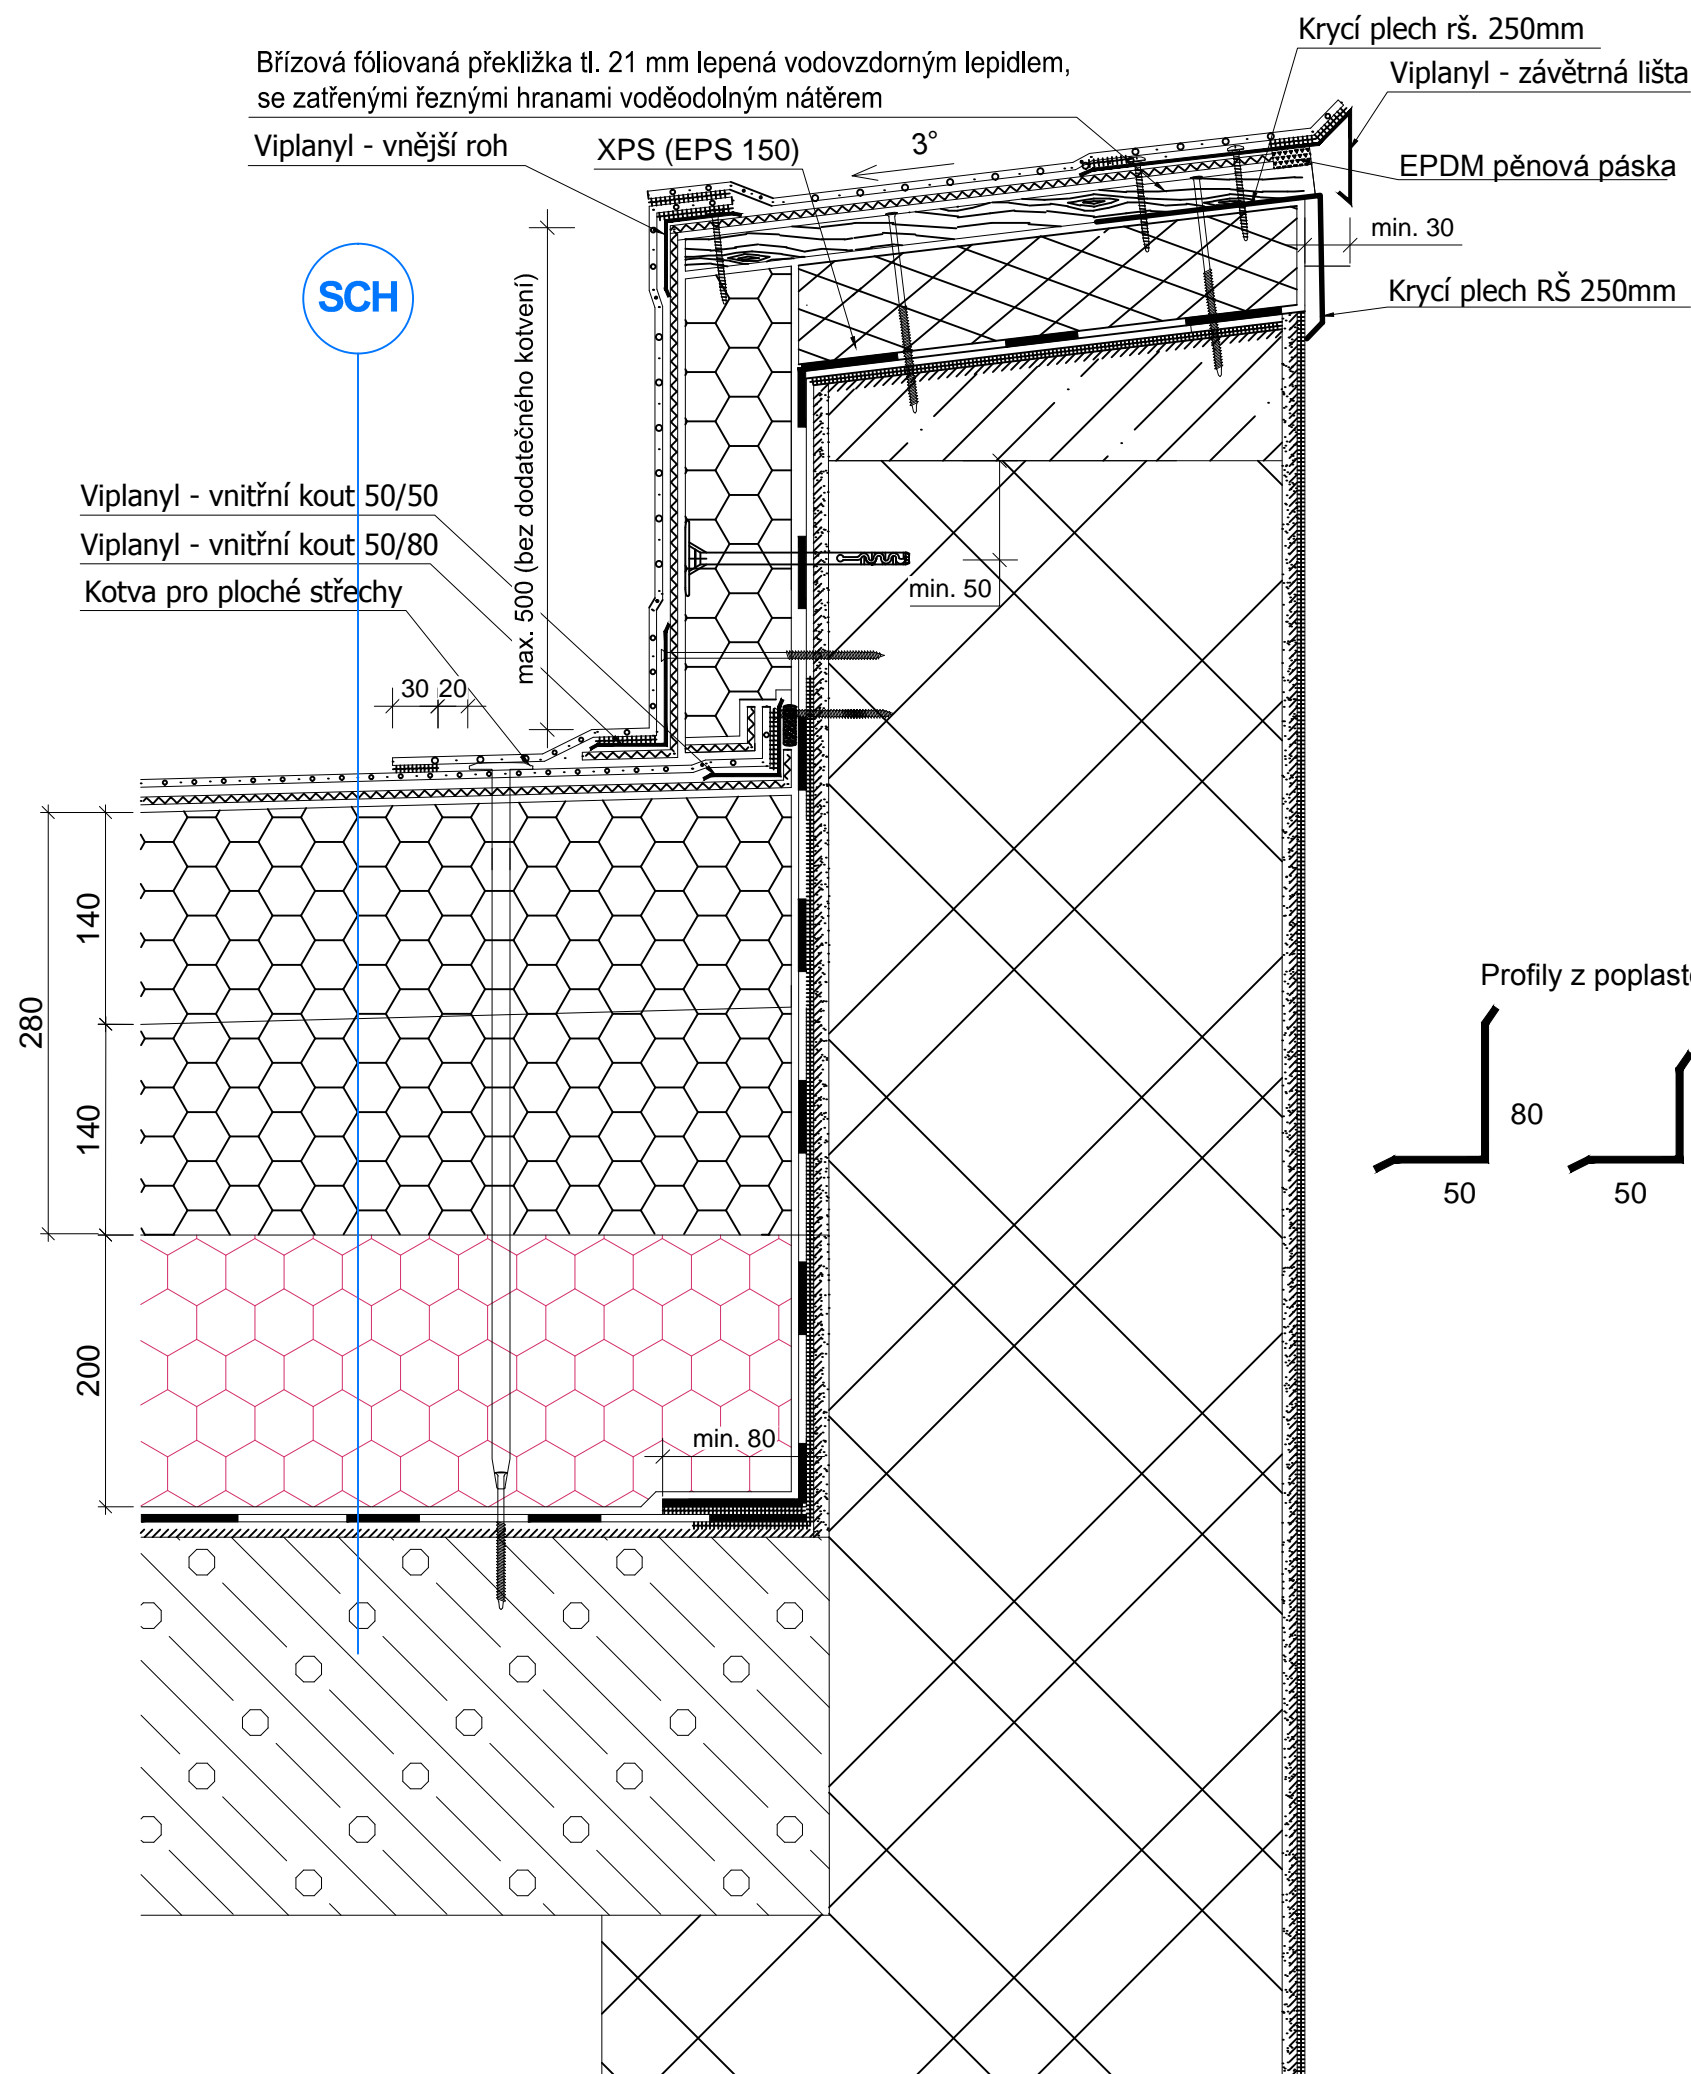 Krycí plech rš. 250mm
Břízová fóliovaná překližka tl. 21 mm lepená vodovzdorným lepidlem,
se zatřenými řeznými hranami voděodolným nátěrem
Viplanyl - závětrná lišta
Viplanyl - vnější roh
XPS (EPS 150)
3°
EPDM pěnová páska
min. 30
SCH
Krycí plech RŠ 250mm
max. 500 (bez dodatečného kotvení)
Viplanyl - vnitřní kout 50/50
Viplanyl - vnitřní kout 50/80
Kotva pro ploché střechy
min. 50
30
20
140
280
140
200
min. 80
Profily z poplast
80
50
50